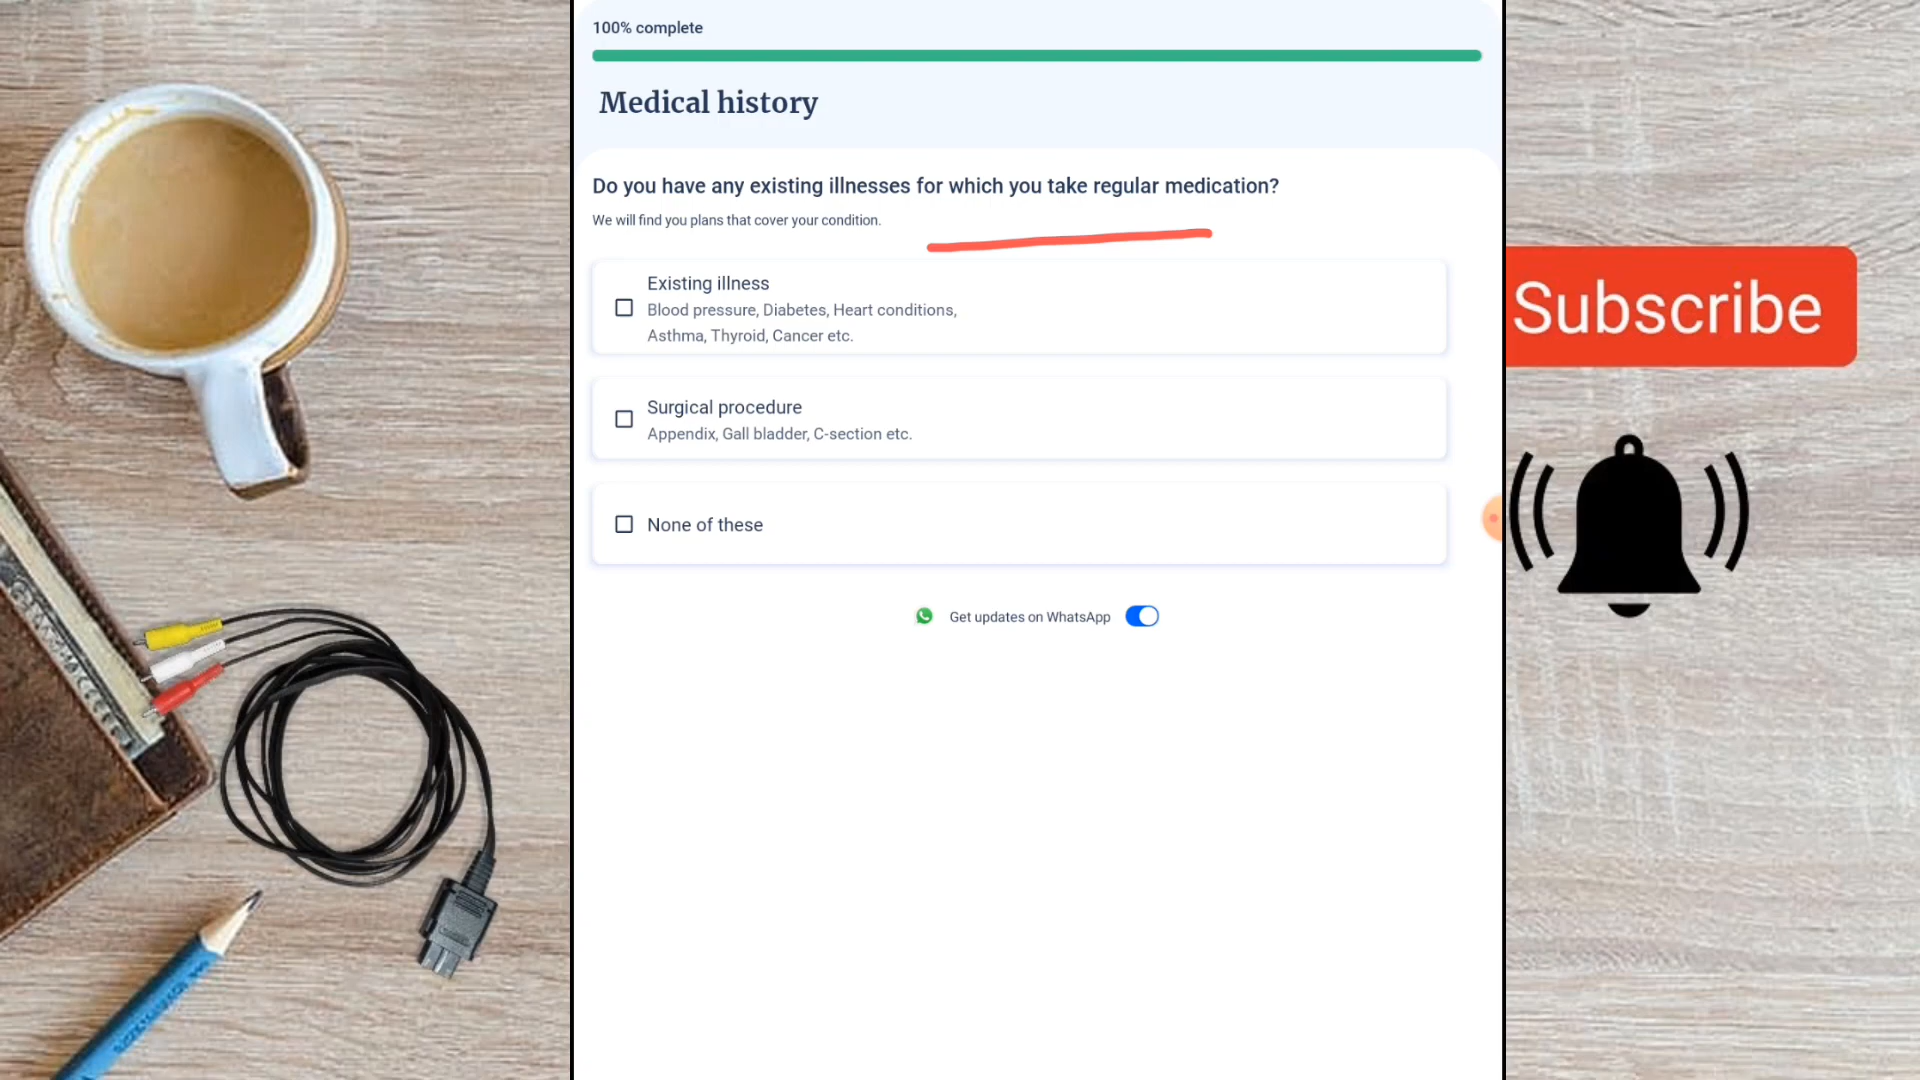 100% complete
Medical history
Do you have any existing illnesses for which you take regular medication?
We will find you plans that cover your condition.
Existing illness
Blood pressure, Diabetes, Heart conditions,
Asthma, Thyroid, Cancer etc.
Surgical procedure
Appendix, Gall bladder, C-section etc.
None of these
Get updates on WhatsApp
Subscribe